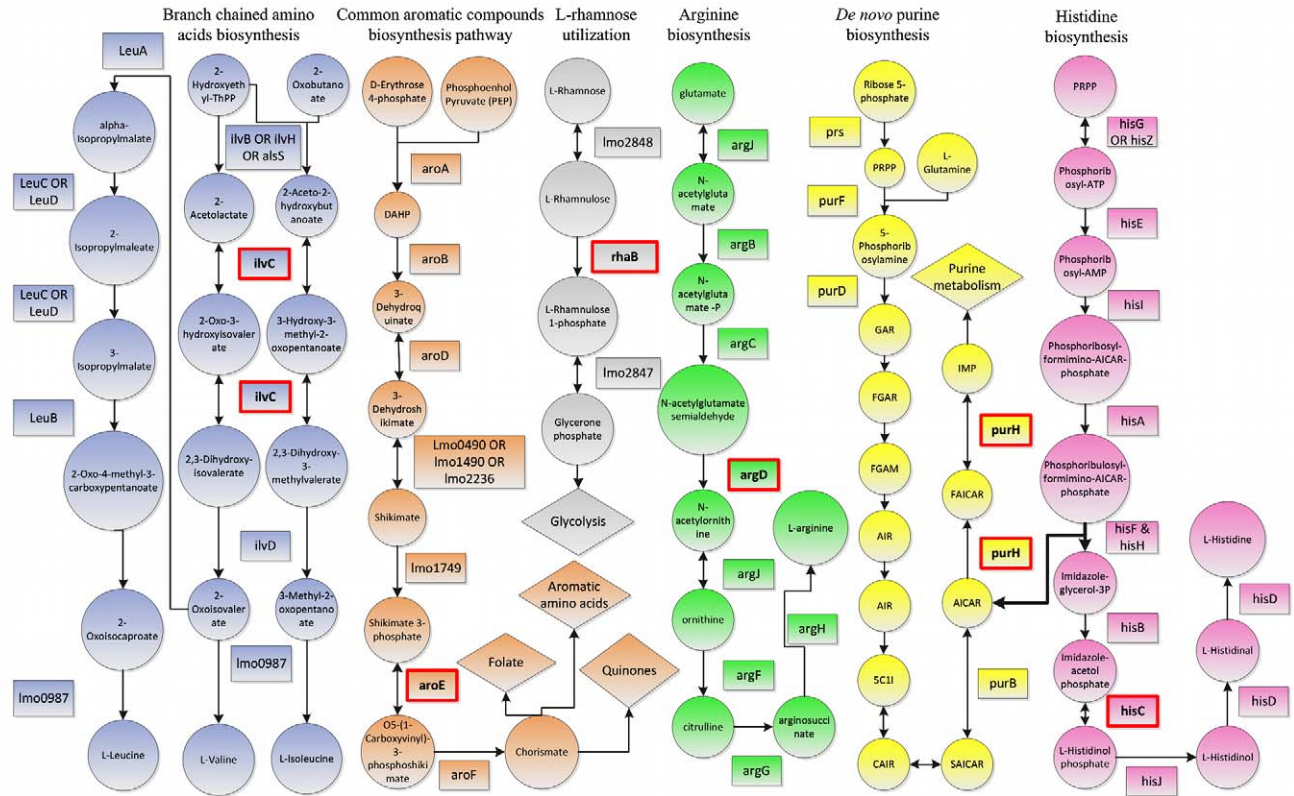 Branch chained amino
acids biosynthesis
Common aromatic compounds
biosynthesis pathway
L-rhamnose
utilization
Arginine
biosynthesis
De novo purine
biosynthesis
Histidine
biosynthesis
LeuA
alpha-
Isopropylmalate
LeuC OR
LeuD
2-
Isopropylmaleate
LeuC OR
LeuD
3-
Isopropylmalate
LeuB
2-Oxo-4-methyl-3-
carboxypentanoate
2-
Oxoisocaproate
lmo0987
L-Leucine
2-
Hydroxyeth
yl-ThPP
2-
Oxobutano
ate
ilvB OR ilvH
OR alsS
2-
Acetolactate
2-Aceto-2-
hydroxybut
anoate
ilvC
2-Oxo-3-
hydroxyisovaler
ate
3-Hydroxy-3-
methyl-2-
oxopentanoate
ilvC
2,3-Dihydroxy-
isovalerate
2,3-Dihydroxy-
3-
methylvalerate
ilvD
2-
Oxoisovaler
ate
3-Methyl-2-
oxopentano
ate
lmo0987
L-Valine
L-Isoleucine
D-Erythrose
4-phosphate
Phosphoenhol
Pyruvate (PEP)
aroA
DAHP
aroB
3-
Dehydroq
uinate
aroD
3-
Dehydrosh
ikimate
Lmo0490 OR
lmo1490 OR
lmo2236
Shikimate
lmo1749
Shikimate 3-
phosphate
aroE
O5-(1-
Carboxyvinyl)-
3-
phosphoshiki
mate
aroF
Chorismate
Folate
Aromatic
amino acids
Quinones
L-Rhamnose
lmo2848
L-Rhamnulose
rhaB
L-Rhamnulose
1-phosphate
lmo2847
Glycerone
phosphate
Glycolysis
glutamate
argJ
N-
acetylgluta
mate
argB
N-
acetylgluta
mate -P
argC
N-acetylglutamate
semialdehyde
argD
N-
acetylornith
ine
argJ
ornithine
argF
citrulline
argG
arginosucci
nate
argH
L-arginine
Ribose 5-
phosphate
prs
PRPP
L-
Glutamine
purF
5-
Phosphorib
osylamine
purD
GAR
FGAR
FGAM
AIR
AIR
5C1I
CAIR
SAICAR
purB
AICAR
purH
FAICAR
purH
IMP
Purine
metabolism
PRPP
hisG
OR hisZ
Phosphorib
osyl-ATP
hisE
Phosphorib
osyl-AMP
hisI
Phosphoribosyl-
formimino-AICAR-
phosphate
hisA
Phosphoribulosyl-
formimino-AICAR-
phosphate
hisF &
hisH
Imidazole-
glycerol-3P
hisB
Imidazole-
acetol
phosphate
hisC
L-Histidinol
phosphate
hisJ
L-Histidinol
hisD
L-Histidinal
hisD
L-Histidine